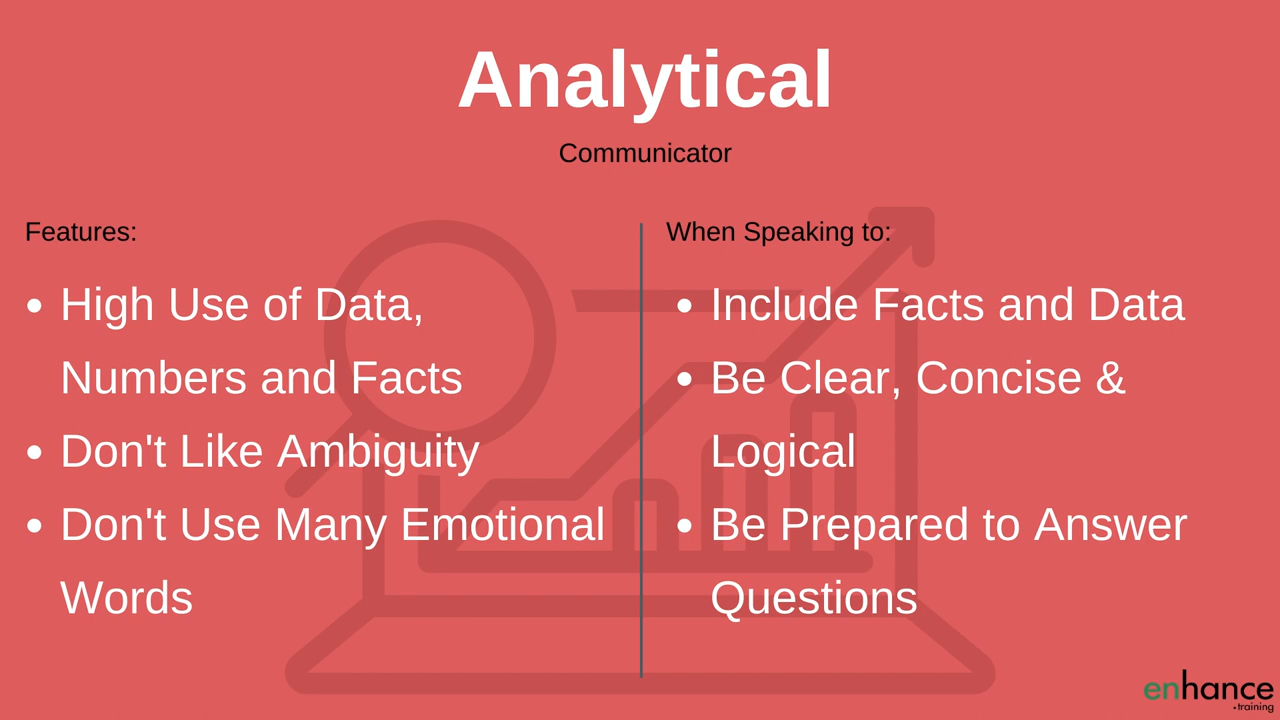 Analytical
Communicator
Features:
• High Use of Data,
Numbers and Facts
• Don't Like Ambiguity
• Don't Use Many Emotional
Words
When Speaking to:
• Include Facts and Data
• Be Clear, Concise &
Logical
• Be Prepared to Answer
Questions
enhance
•training